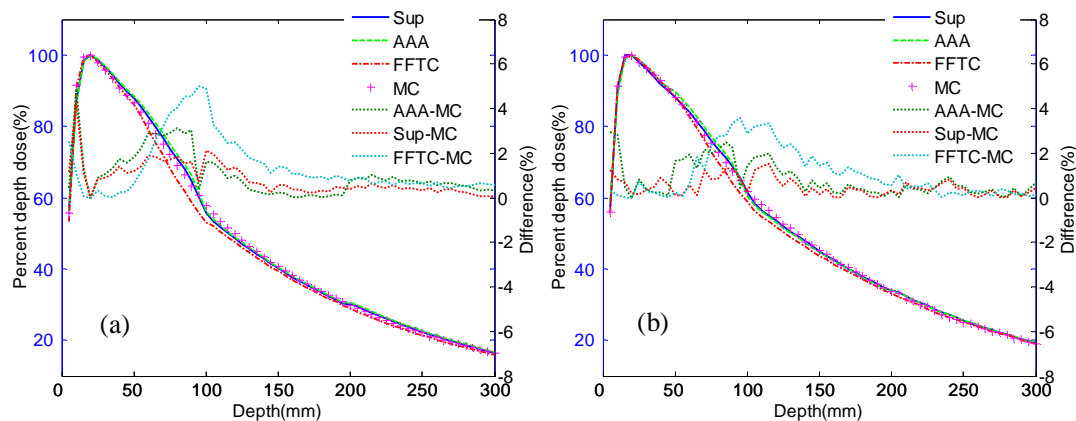 Sup
AAA
FFTC
MC
AAA-MC
Sup-MC
FFTC-MC
Percent depth dose(%)
100
80
60
40
20
8
6
4
2
0
-2
-4
-6
-8
Difference(%)
(a)
0 50 100 150 200 250 300
Depth(mm)
Sup
AAA
FFTC
MC
AAA-MC
Sup-MC
FFTC-MC
Percent depth dose(%)
100
80
60
40
20
8
6
4
2
0
-2
-4
-6
-8
Difference(%)
(b)
0 50 100 150 200 250 300
Depth(mm)